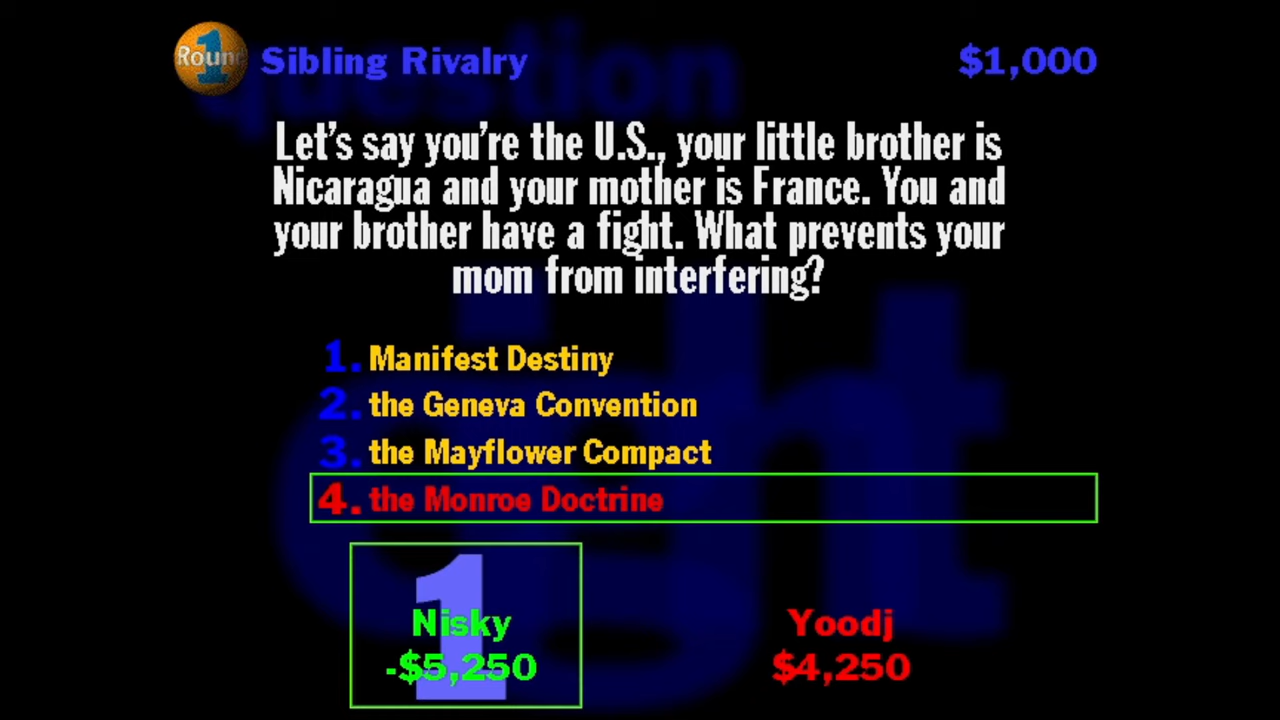 Round 1 Sibling Rivalry $1,000
question
Let's say you're the U.S., your little brother is
Nicaragua and your mother is France. You and
your brother have a fight. What prevents your
mom from interfering?
1. Manifest Destiny
2. the Geneva Convention
3. the Mayflower Compact
4. the Monroe Doctrine
1
Nisky Yoodj
-$5,250 $4,250